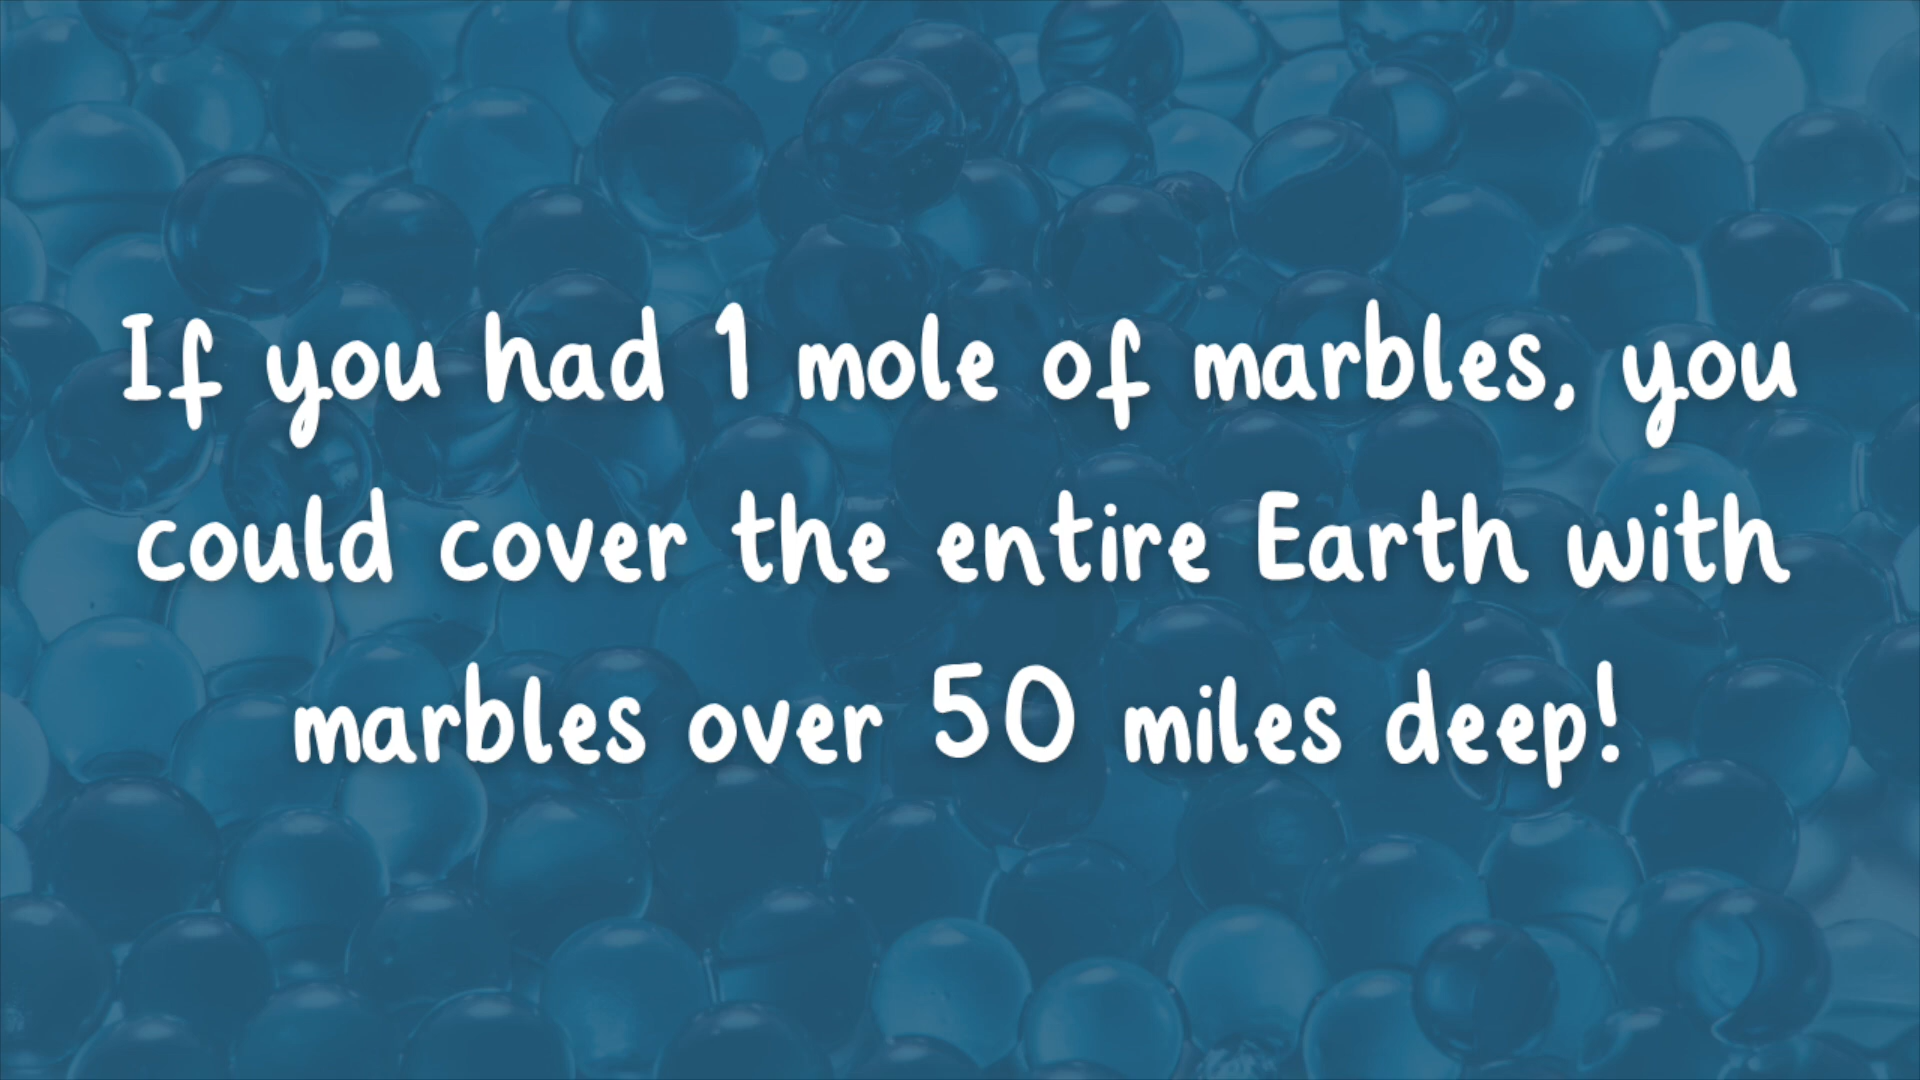 If you had 1 mole of marbles, you
could cover the entire Earth with
marbles over 50 miles deep!